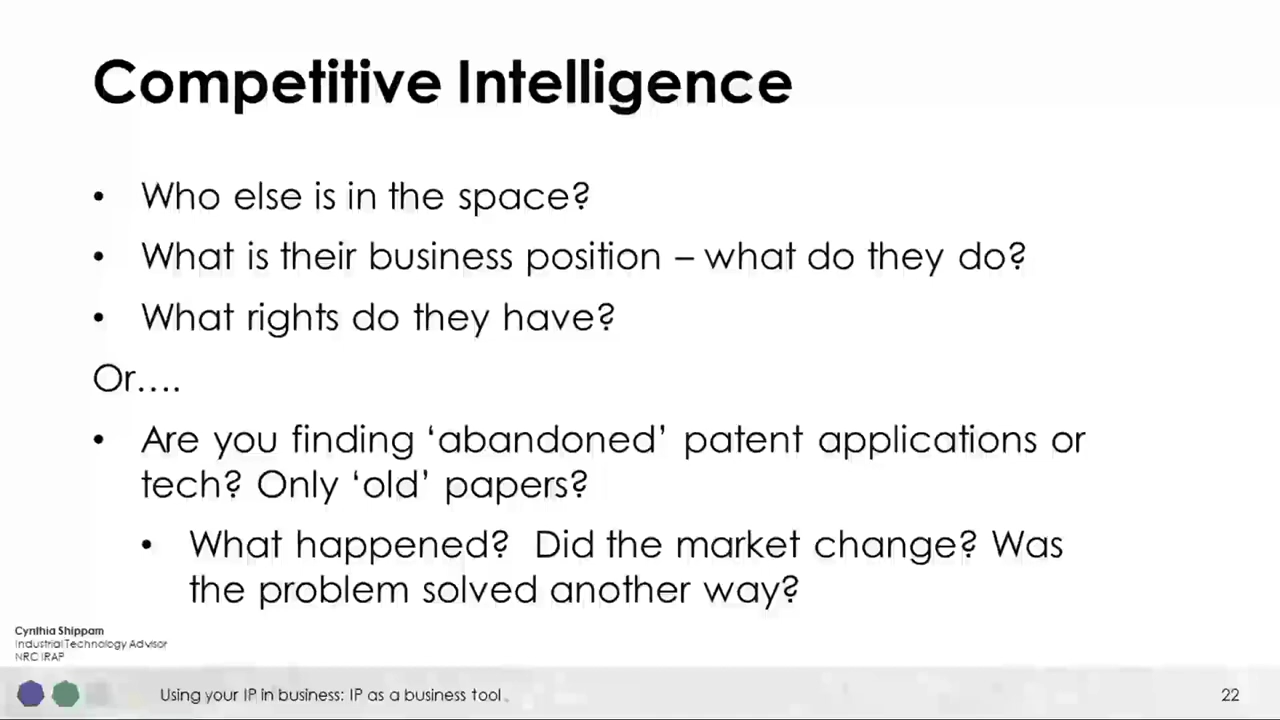 Competitive Intelligence
• Who else is in the space?
• What is their business position – what do they do?
• What rights do they have?
Or….
• Are you finding ‘abandoned’ patent applications or
tech? Only ‘old’ papers?
• What happened?  Did the market change? Was
the problem solved another way?
Cynthia Shippam
Industrial Technology Advisor
NRC IRAP
Using your IP in business: IP as a business tool .
22